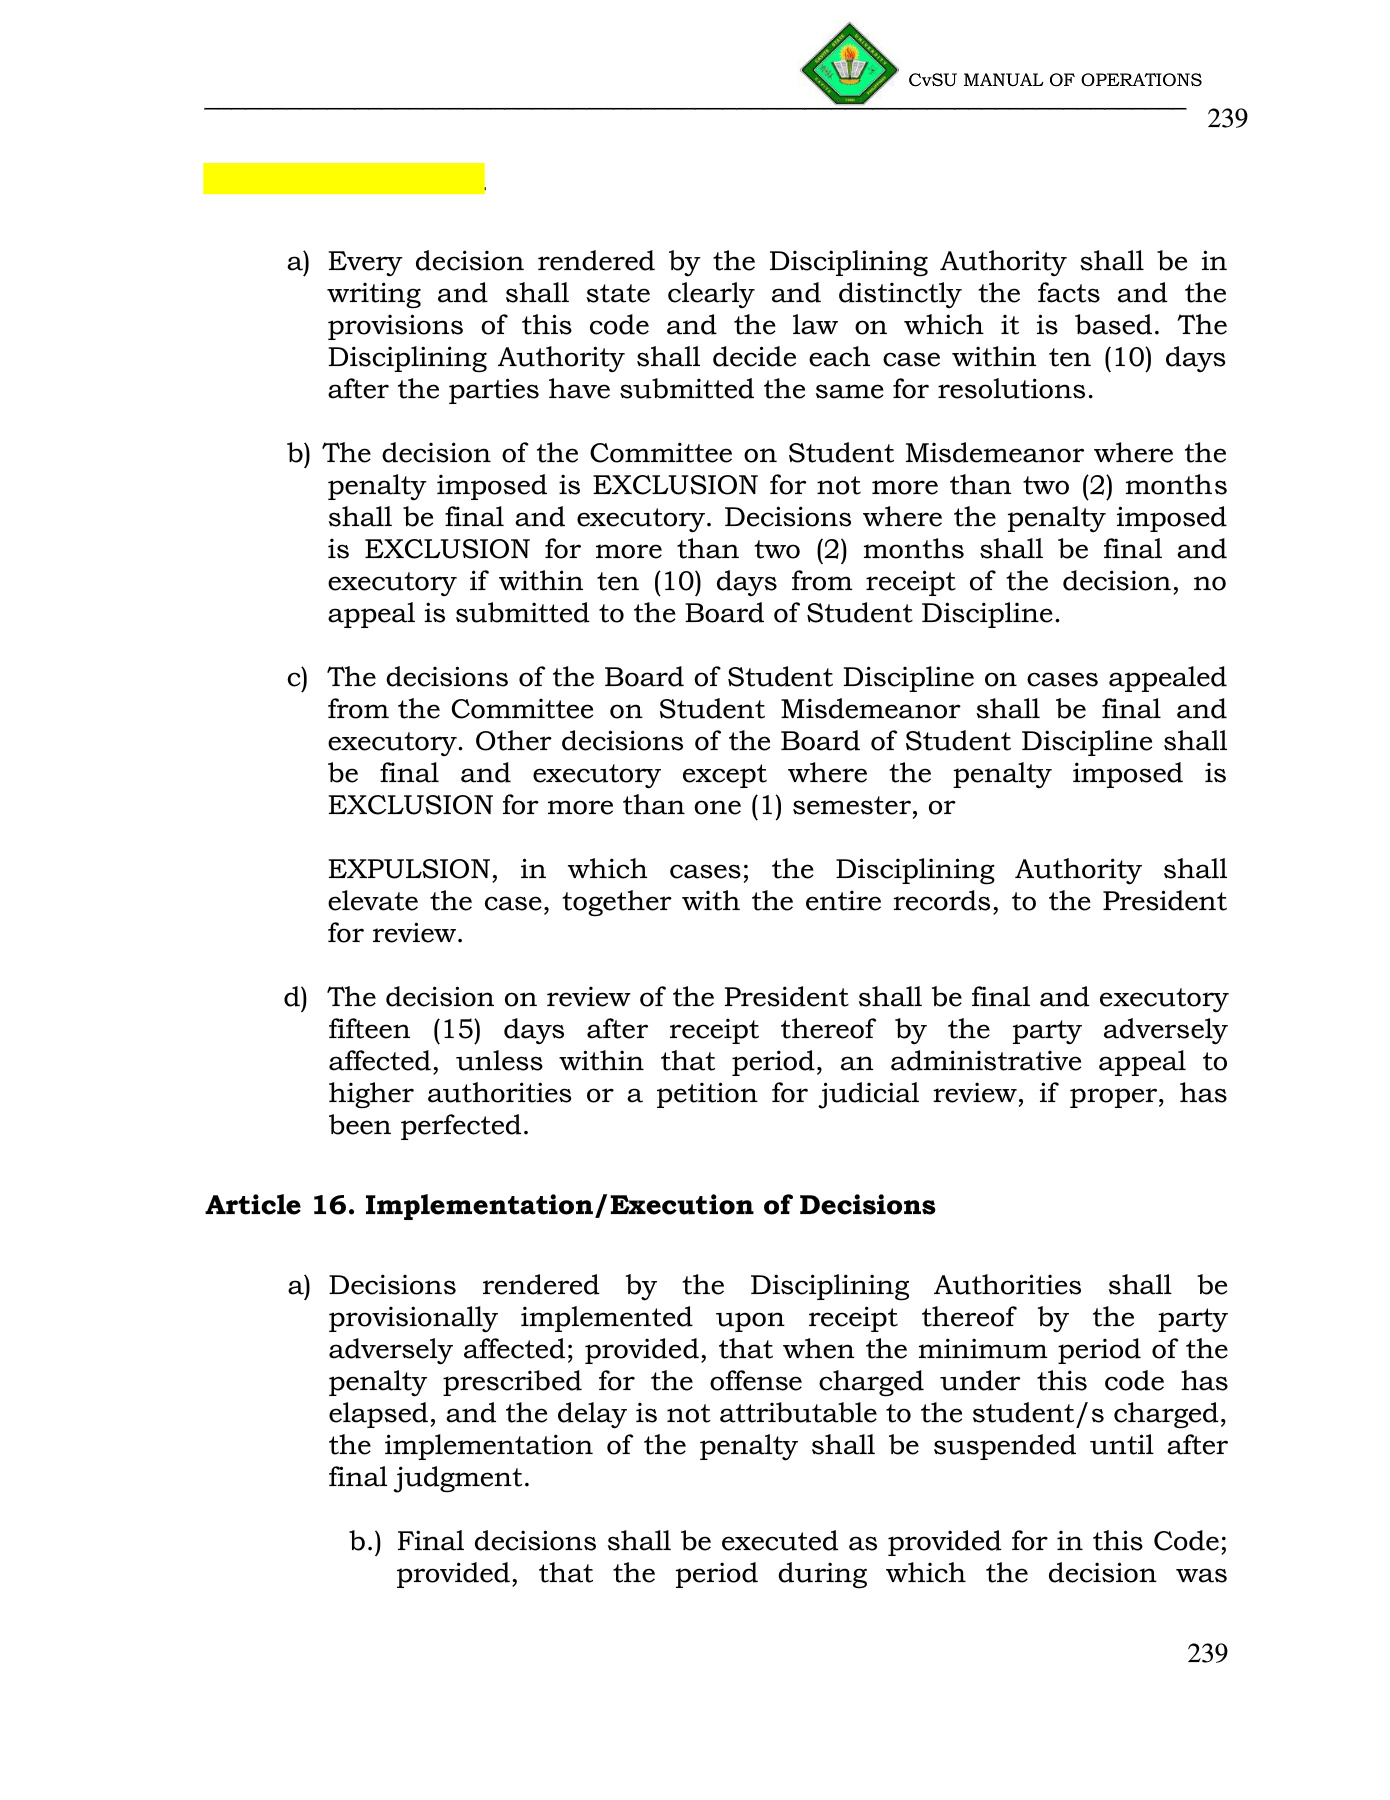 CvSU MANUAL OF OPERATIONS
239
a) Every decision rendered by the Disciplining Authority shall be in
writing and shall state clearly and distinctly the facts and the
provisions of this code and the law on which it is based. The
Disciplining Authority shall decide each case within ten (10) days
after the parties have submitted the same for resolutions.
b) The decision of the Committee on Student Misdemeanor where the
penalty imposed is EXCLUSION for not more than two (2) months
shall be final and executory. Decisions where the penalty imposed
is EXCLUSION for more than two (2) months shall be final and
executory if within ten (10) days from receipt of the decision, no
appeal is submitted to the Board of Student Discipline.
c) The decisions of the Board of Student Discipline on cases appealed
from the Committee on Student Misdemeanor shall be final and
executory. Other decisions of the Board of Student Discipline shall
be final and executory except where the penalty imposed is
EXCLUSION for more than one (1) semester, or
EXPULSION, in which cases; the Disciplining Authority shall
elevate the case, together with the entire records, to the President
for review.
d) The decision on review of the President shall be final and executory
fifteen (15) days after receipt thereof by the party adversely
affected, unless within that period, an administrative appeal to
higher authorities or a petition for judicial review, if proper, has
been perfected.
Article 16. Implementation/Execution of Decisions
a) Decisions rendered by the Disciplining Authorities shall be
provisionally implemented upon receipt thereof by the party
adversely affected; provided, that when the minimum period of the
penalty prescribed for the offense charged under this code has
elapsed, and the delay is not attributable to the student/s charged,
the implementation of the penalty shall be suspended until after
final judgment.
b.) Final decisions shall be executed as provided for in this Code;
provided, that the period during which the decision was
239